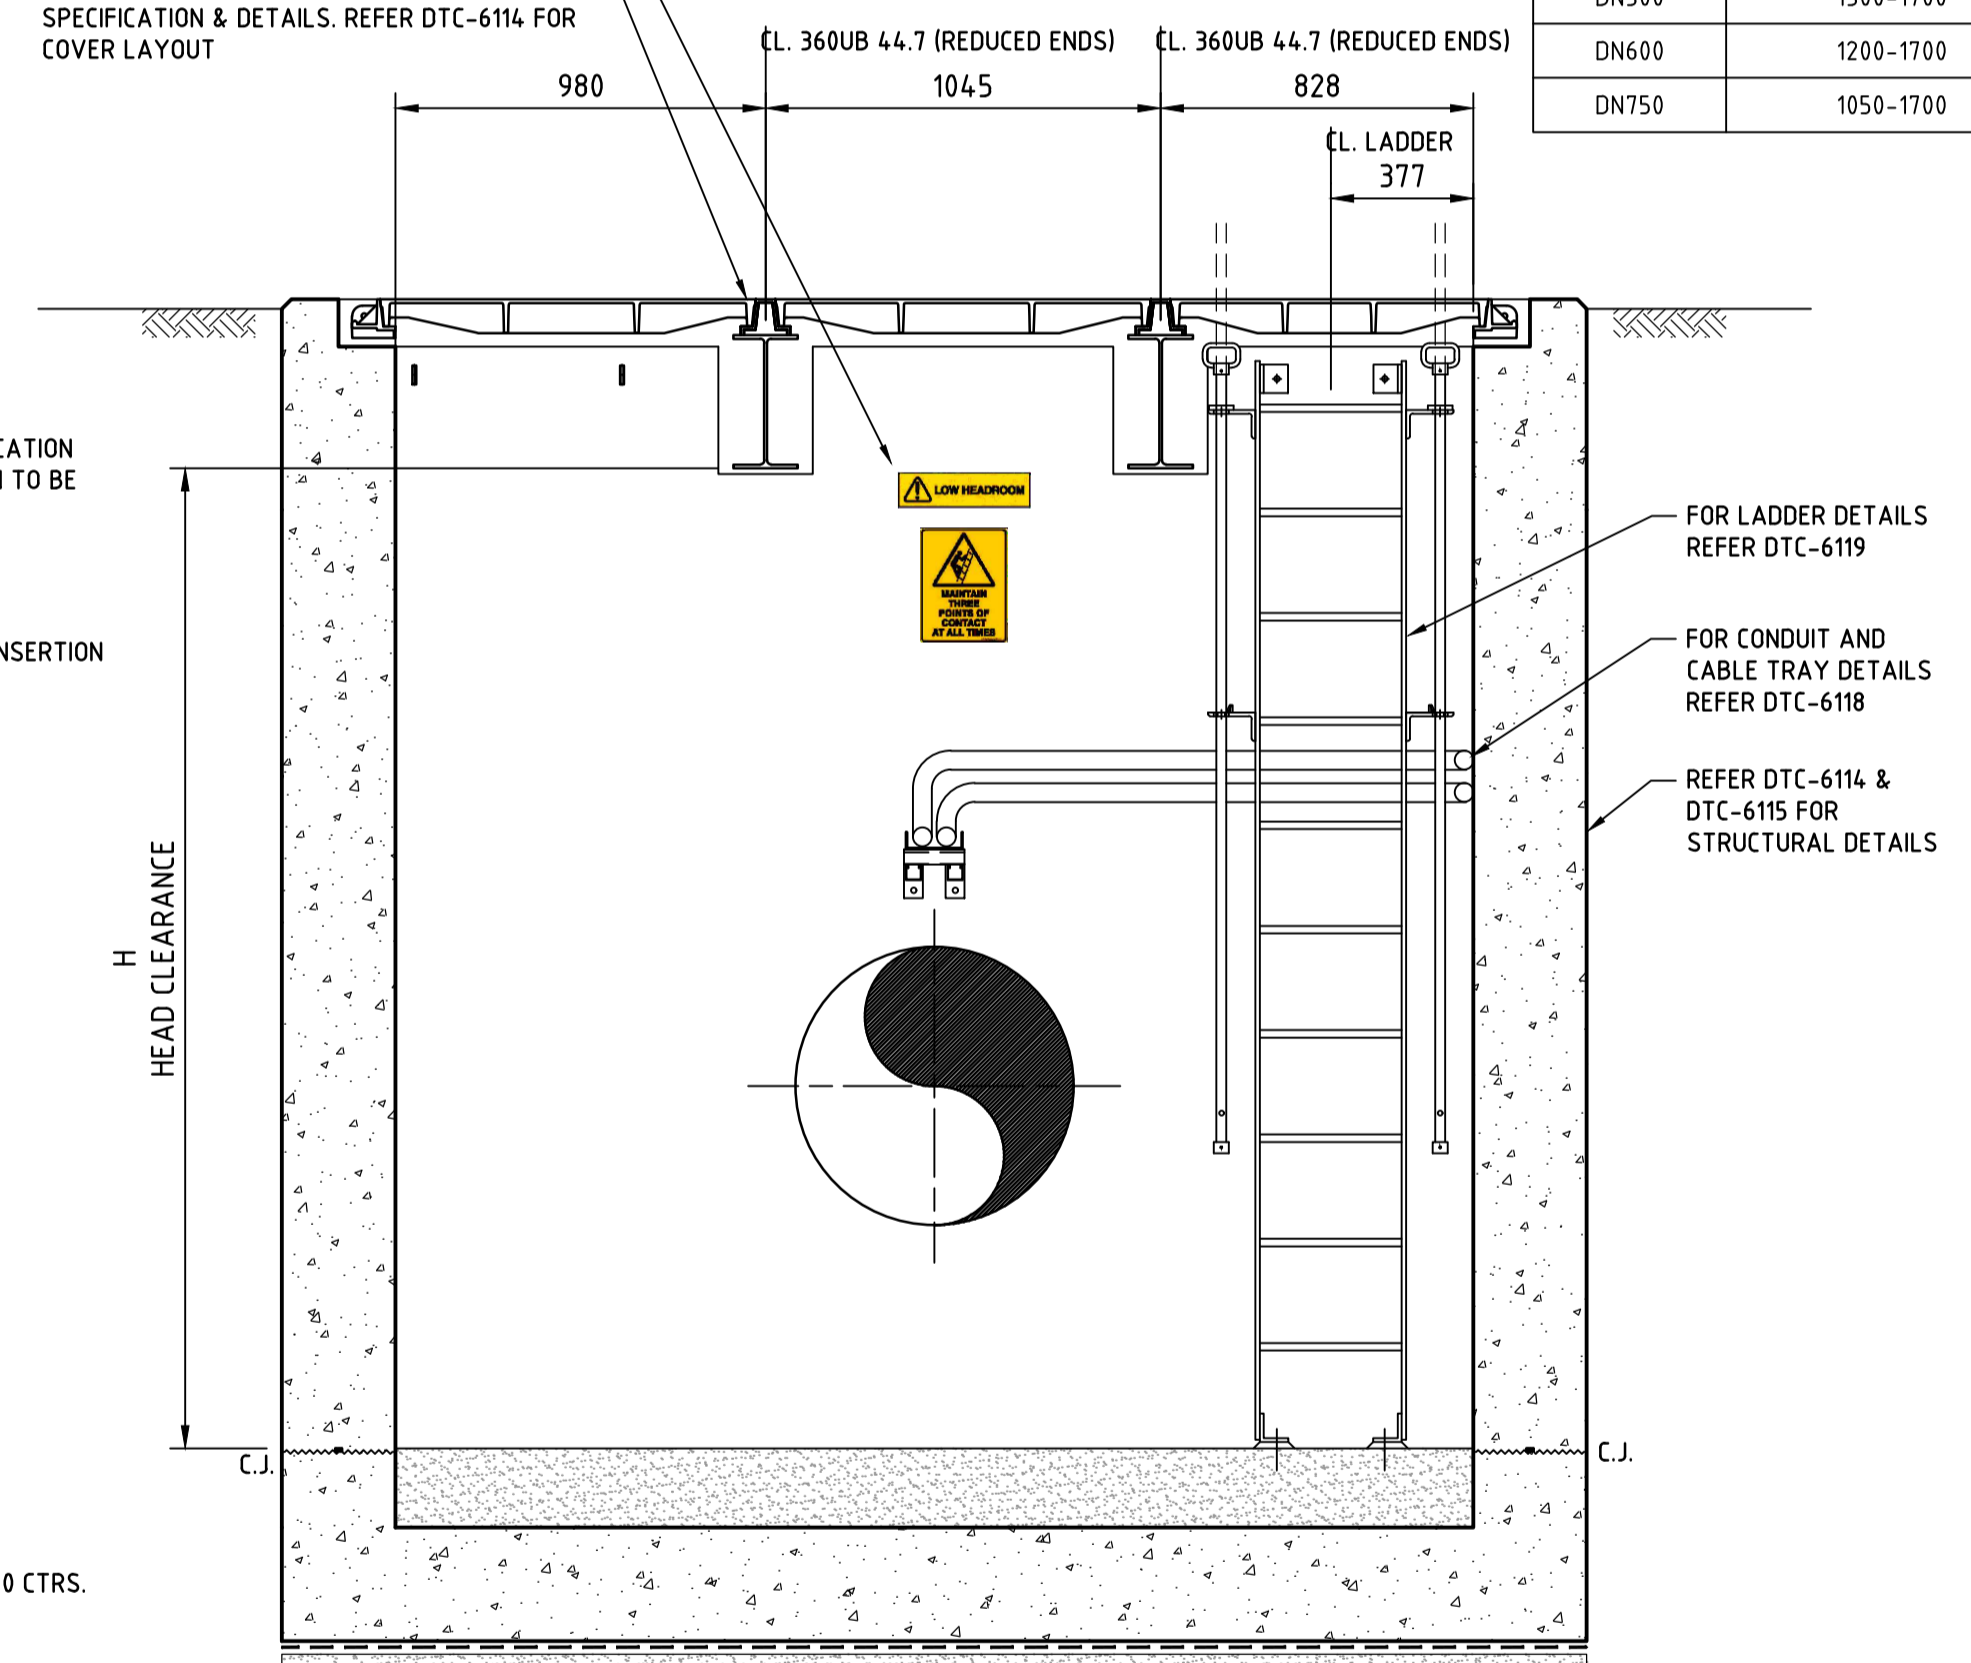 SPECIFICATION & DETAILS. REFER DTC-6114 FOR
COVER LAYOUT
CL. 360UB 44.7 (REDUCED ENDS)
CL. 360UB 44.7 (REDUCED ENDS)
980
1045
828
CL. LADDER
377
1500-1700
DN600
1200-1700
DN750
1050-1700
TO BE
LOW HEADROOM
MAINTAIN
THREE
POINTS OF
CONTACT
AT ALL TIMES
FOR LADDER DETAILS
REFER DTC-6119
FOR CONDUIT AND
CABLE TRAY DETAILS
REFER DTC-6118
REFER DTC-6114 &
DTC-6115 FOR
STRUCTURAL DETAILS
H
HEAD CLEARANCE
C.J.
C.J.
0 CTRS.